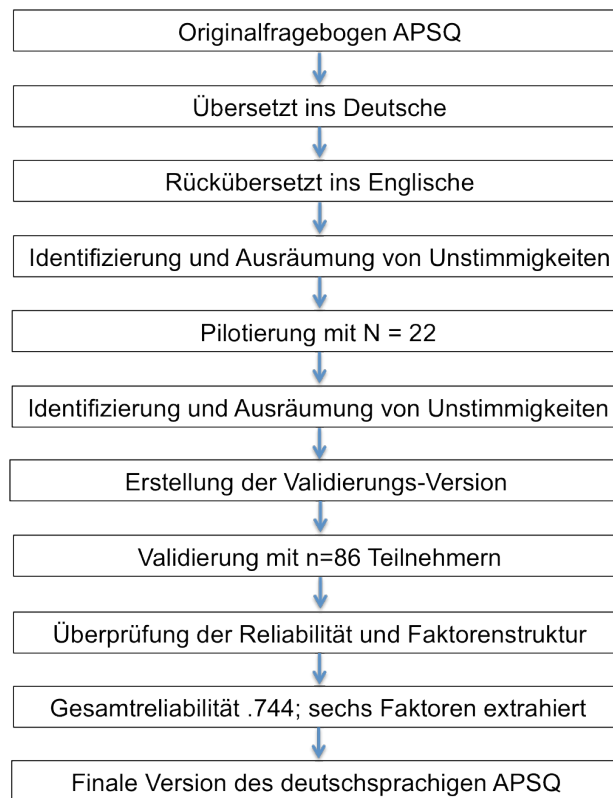 Originalfragebogen APSQ
Übersetzt ins Deutsche
Rückübersetzt ins Englische
Identifizierung und Ausräumung von Unstimmigkeiten
Pilotierung mit N = 22
Identifizierung und Ausräumung von Unstimmigkeiten
Erstellung der Validierungs-Version
Validierung mit n=86 Teilnehmern
Überprüfung der Reliabilität und Faktorenstruktur
Gesamtreliabilität .744; sechs Faktoren extrahiert
Finale Version des deutschsprachigen APSQ